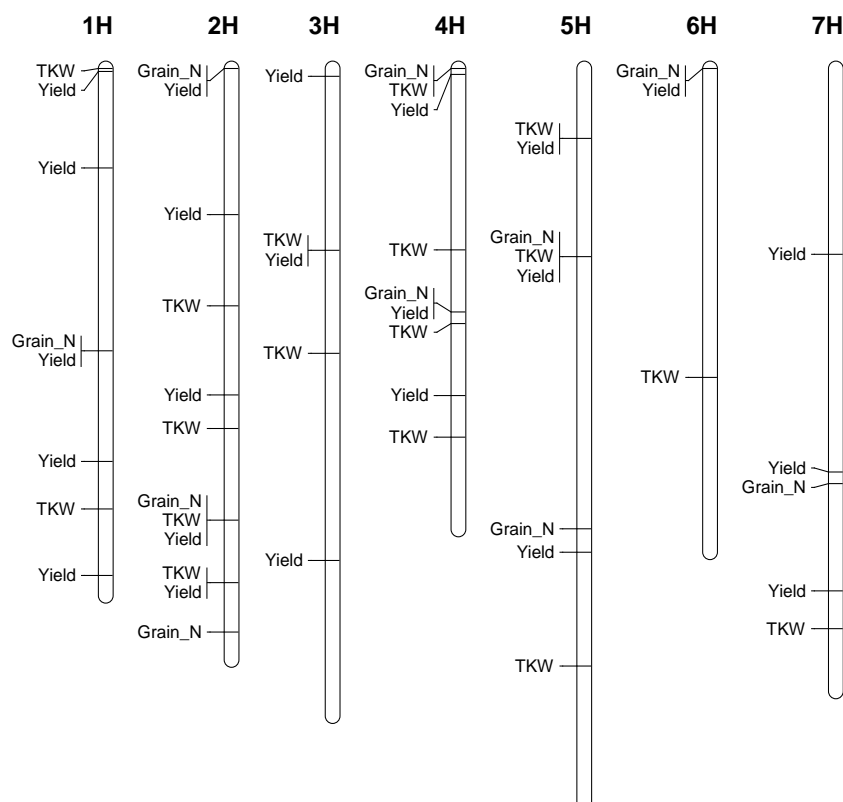 1H
2H
3H
4H
5H
6H
7H
TKW
Yield
Yield
Grain_N
Yield
Yield
TKW
Yield
Grain_N
Yield
Yield
TKW
Yield
TKW
Grain_N
TKW
Yield
TKW
Yield
Grain_N
Yield
TKW
Yield
TKW
Yield
Grain_N
TKW
Yield
TKW
Grain_N
Yield
TKW
Yield
TKW
TKW
Yield
Grain_N
TKW
Yield
Grain_N
Yield
TKW
Grain_N
Yield
TKW
Yield
Yield
Grain_N
Yield
TKW